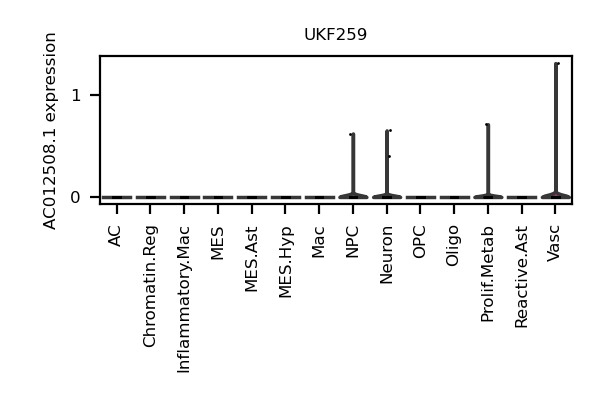 UKF259
AC012508.1 expression
1
0
AC
Chromatin.Reg
Inflammatory.Mac
MES
MES.Ast
MES.Hyp
Mac
NPC
Neuron
OPC
Oligo
Prolif.Metab
Reactive.Ast
Vasc